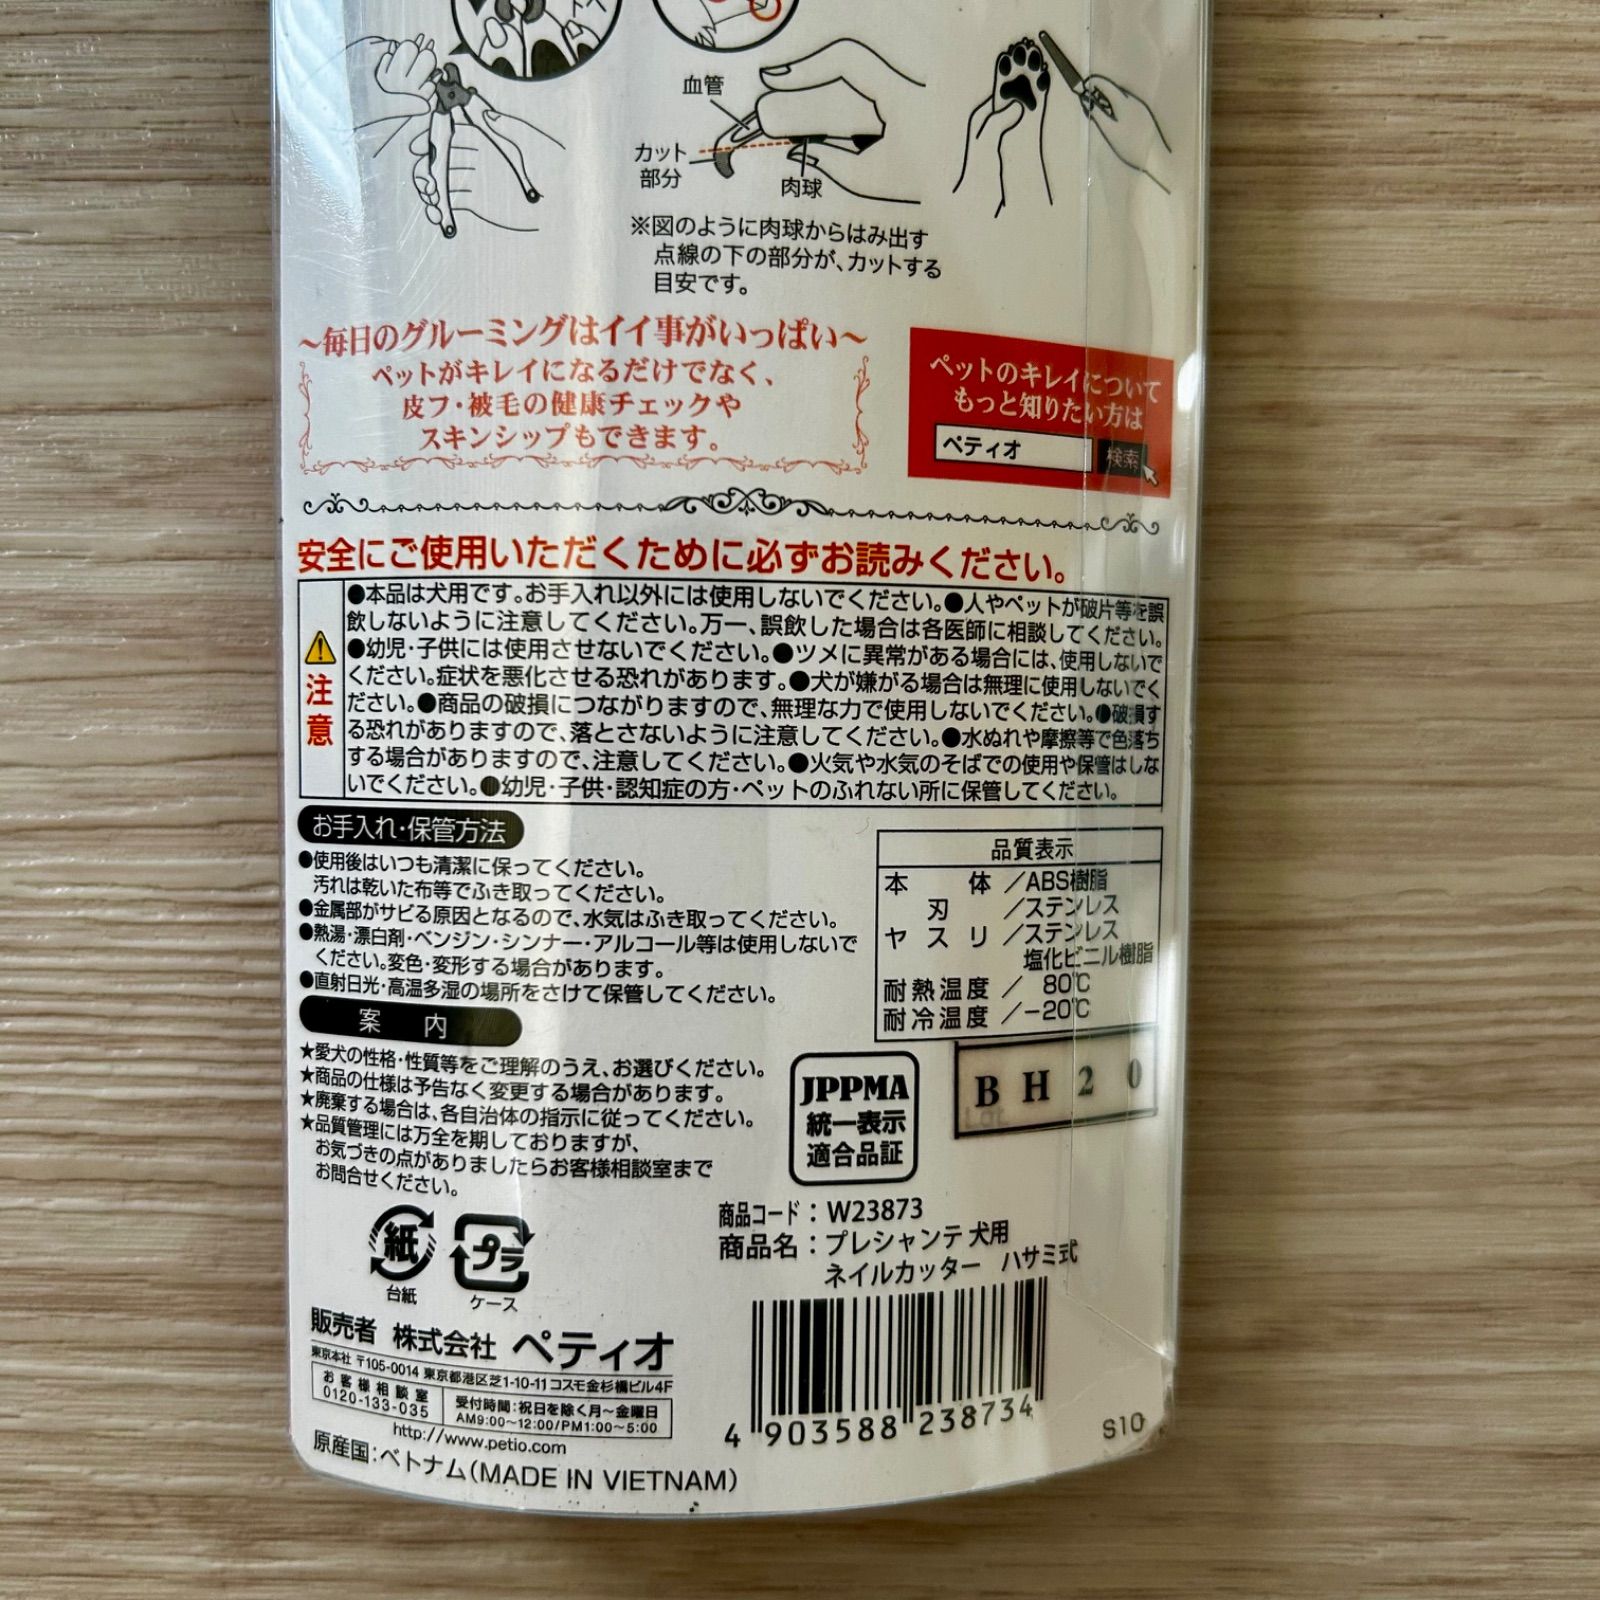 血管
カット
部分
肉球
※図のように肉球からはみ出す
点線の下の部分が、カットする
目安です。
～毎日のグルーミングはイイ事がいっぱい～
ペットがキレイになるだけでなく、
皮フ・被毛の健康チェックや
スキンシップもできます。
ペットのキレイについて
もっと知りたい方は
ペティオ 検索
安全にご使用いただくために必ずお読みください。
注意
●本品は犬用です。お手入れ以外には使用しないでください。●人やペットが破片等を誤
飲しないように注意してください。万一、誤飲した場合は各医師に相談してください。
●幼児・子供には使用させないでください。●ツメに異常がある場合には、使用しないで
ください。症状を悪化させる恐れがあります。●犬が嫌がる場合は無理に使用しないでく
ださい。●商品の破損につながりますので、無理な力で使用しないでください。●破損す
る恐れがありますので、落とさないように注意してください。●水ぬれや摩擦等で色落ち
する場合がありますので、注意してください。●火気や水気のそばでの使用や保管はしな
いでください。●幼児・子供・認知症の方・ペットのふれない所に保管してください。
お手入れ・保管方法
●使用後はいつも清潔に保ってください。
汚れは乾いた布等でふき取ってください。
●金属部がサビる原因となるので、水気はふき取ってください。
●熱湯・漂白剤・ベンジン・シンナー・アルコール等は使用しないで
ください。変色・変形する場合があります。
●直射日光・高温多湿の場所をさけて保管してください。
品質表示
本体／ABS樹脂
刃／ステンレス
ヤスリ／ステンレス
塩化ビニル樹脂
耐熱温度／ 80℃
耐冷温度／-20℃
案内
★愛犬の性格・性質等をご理解のうえ、お選びください。
★商品の仕様は予告なく変更する場合があります。
★廃棄する場合は、各自治体の指示に従ってください。
★品質管理には万全を期しておりますが、
お気づきの点がありましたらお客様相談室まで
お問合せください。
JPPMA
統一表示
適合品証
BH20
Lot
紙
台紙
プラ
ケース
商品コード：W23873
商品名：プレシャンテ 犬用
ネイルカッター ハサミ式
販売者 株式会社 ペティオ
東京本社 〒105-0014 東京都港区芝1-10-11コスモ金杉橋ビル4F
お客様相談室
0120-133-035
受付時間：祝日を除く月〜金曜日
AM9:00〜12:00/PM1:00〜5:00
http://www.petio.com
原産国：ベトナム(MADE IN VIETNAM)
4 903588 238734
S10